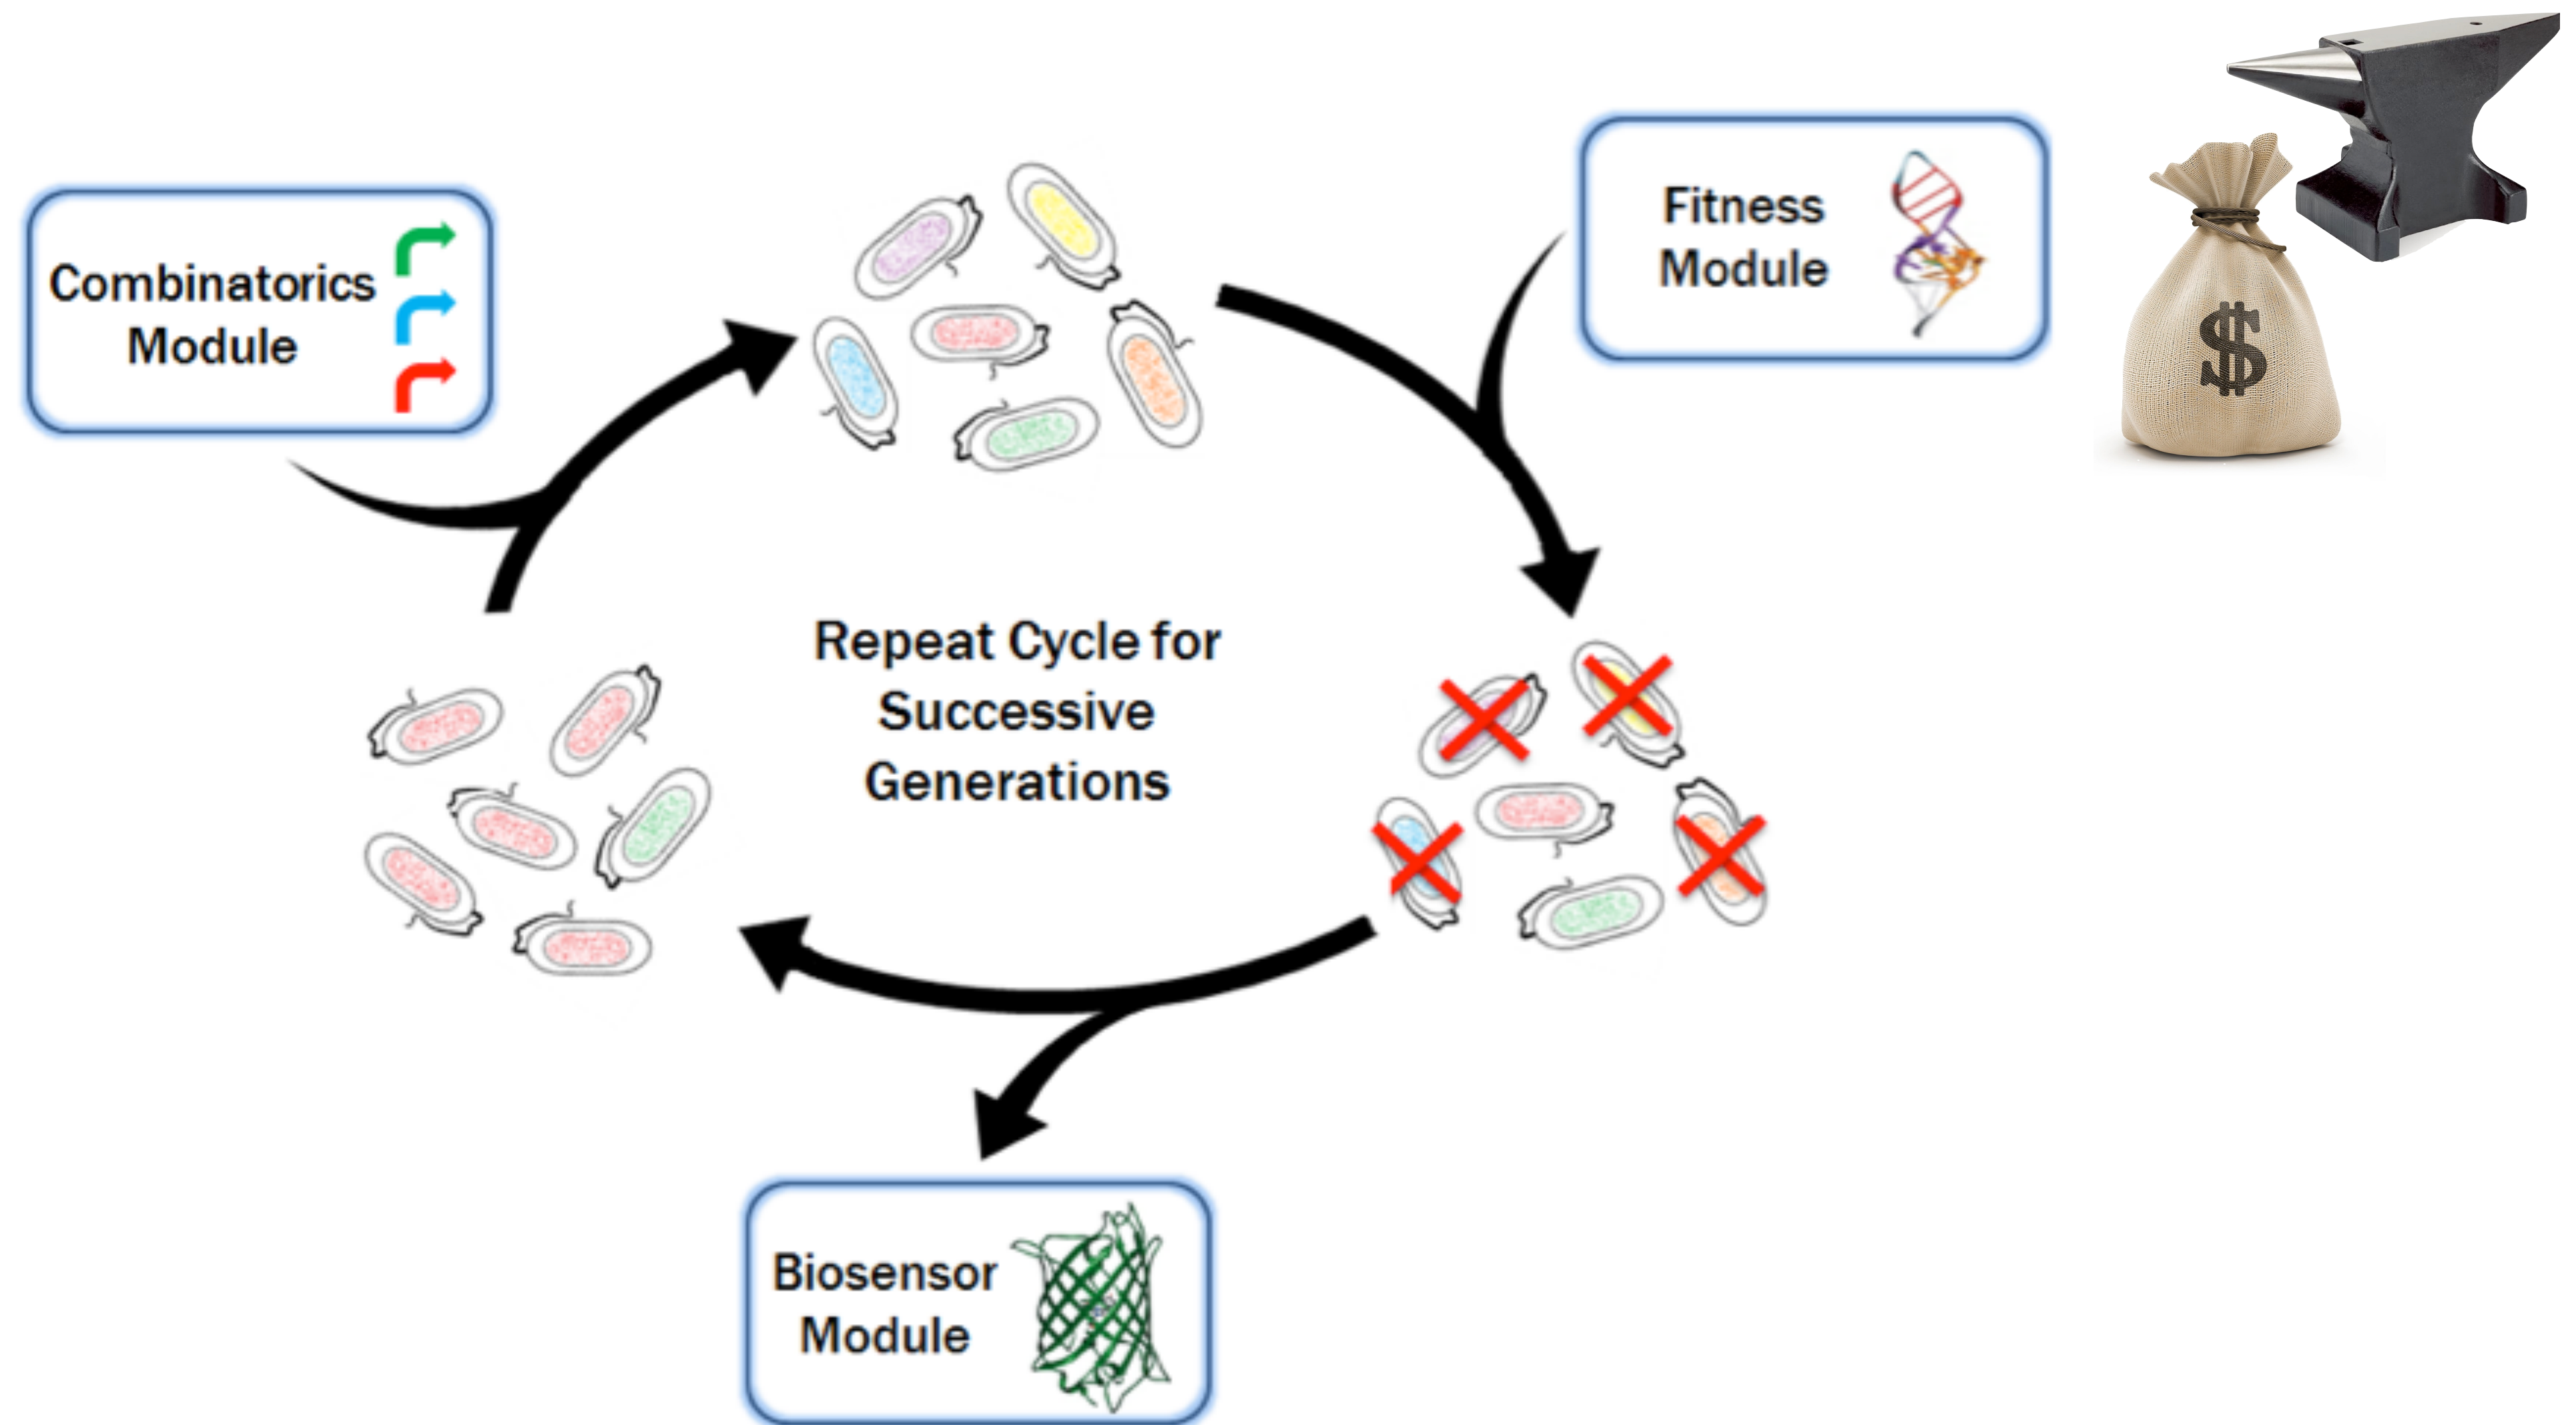 Combinatorics
Module
Fitness
Module
$
Repeat Cycle for
Successive
Generations
Biosensor
Module